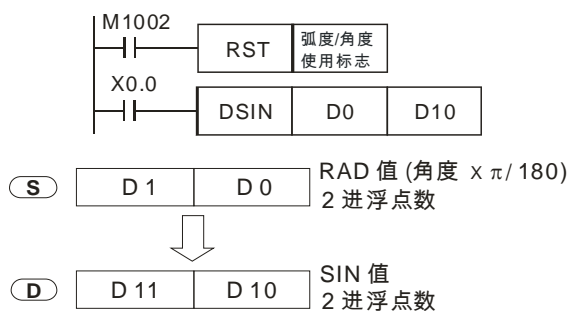 M1002
RST 弧度/角度
使用标志
X0.0
DSIN D0 D10
S D 1 D 0 RAD 值 (角度 x π/ 180)
2 进浮点数
D D 11 D 10 SIN 值
2 进浮点数